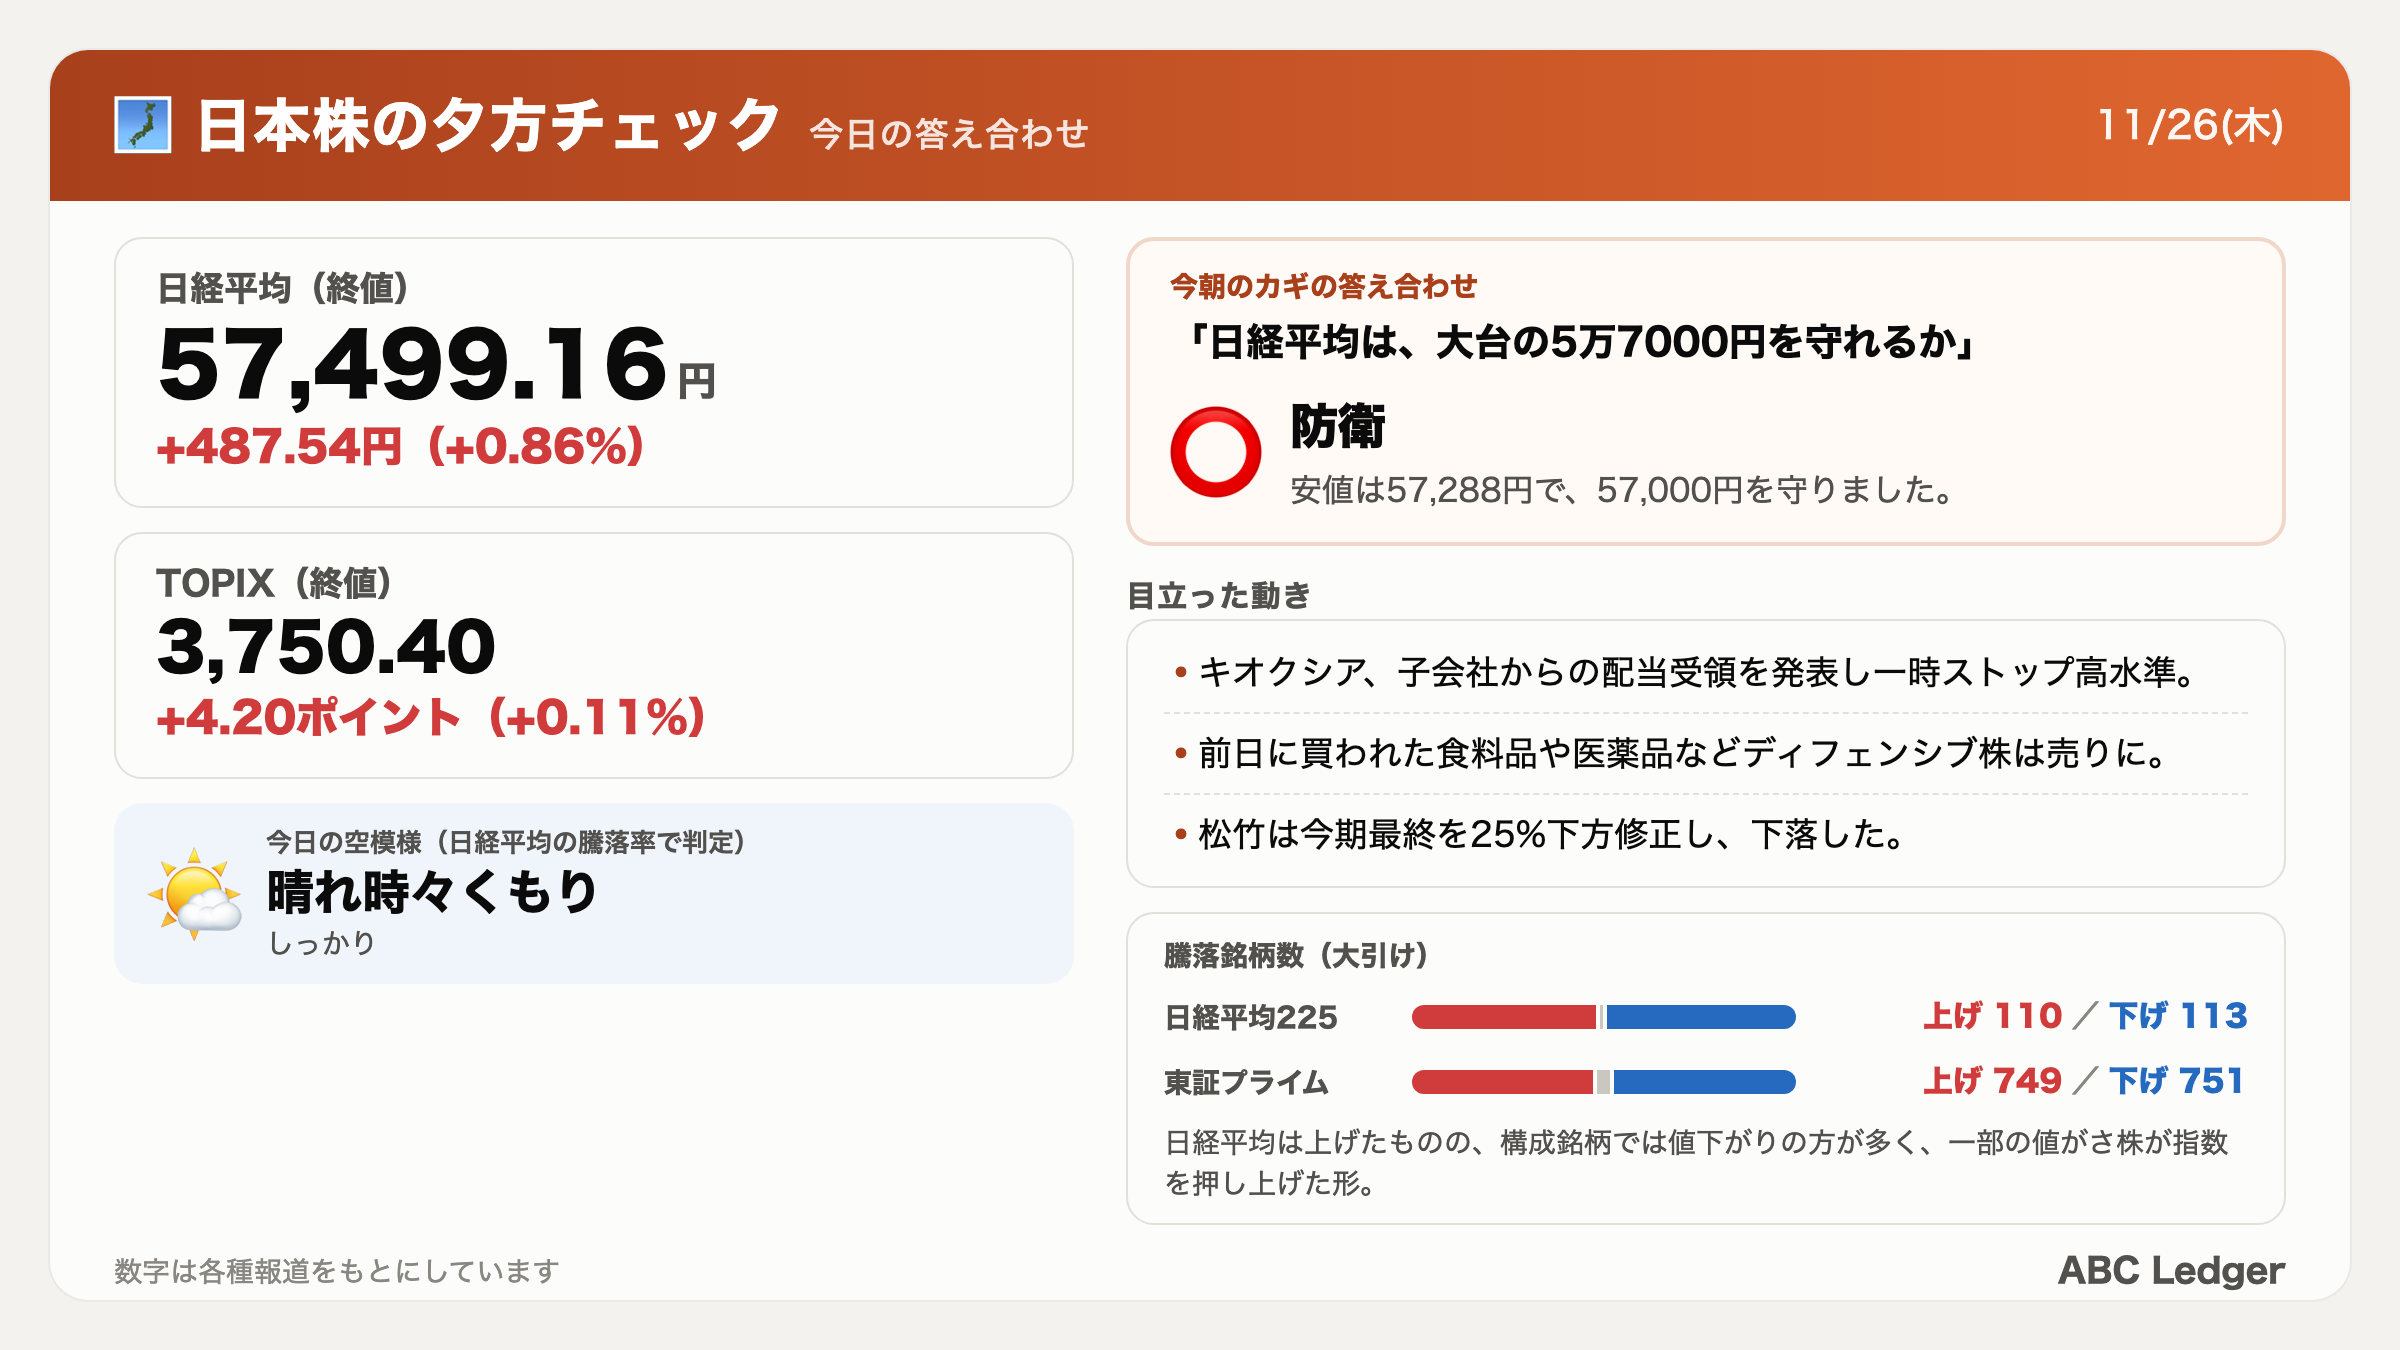 日本株の夕方チェック 今日の答え合わせ
11/26(木)
日経平均（終値）
57,499.16円
+487.54円（+0.86%）
TOPIX（終値）
3,750.40
+4.20ポイント（+0.11%）
今日の空模様（日経平均の騰落率で判定）
晴れ時々くもり
しっかり
今朝のカギの答え合わせ
「日経平均は、大台の5万7000円を守れるか」
防衛
安値は57,288円で、57,000円を守りました。
目立った動き
• キオクシア、子会社からの配当受領を発表し一時ストップ高水準。
• 前日に買われた食料品や医薬品などディフェンシブ株は売りに。
• 松竹は今期最終を25%下方修正し、下落した。
騰落銘柄数（大引け）
日経平均225 上げ 110 ／ 下げ 113
東証プライム 上げ 749 ／ 下げ 751
日経平均は上げたものの、構成銘柄では値下がりの方が多く、一部の値がさ株が指数
を押し上げた形。
数字は各種報道をもとにしています
ABC Ledger